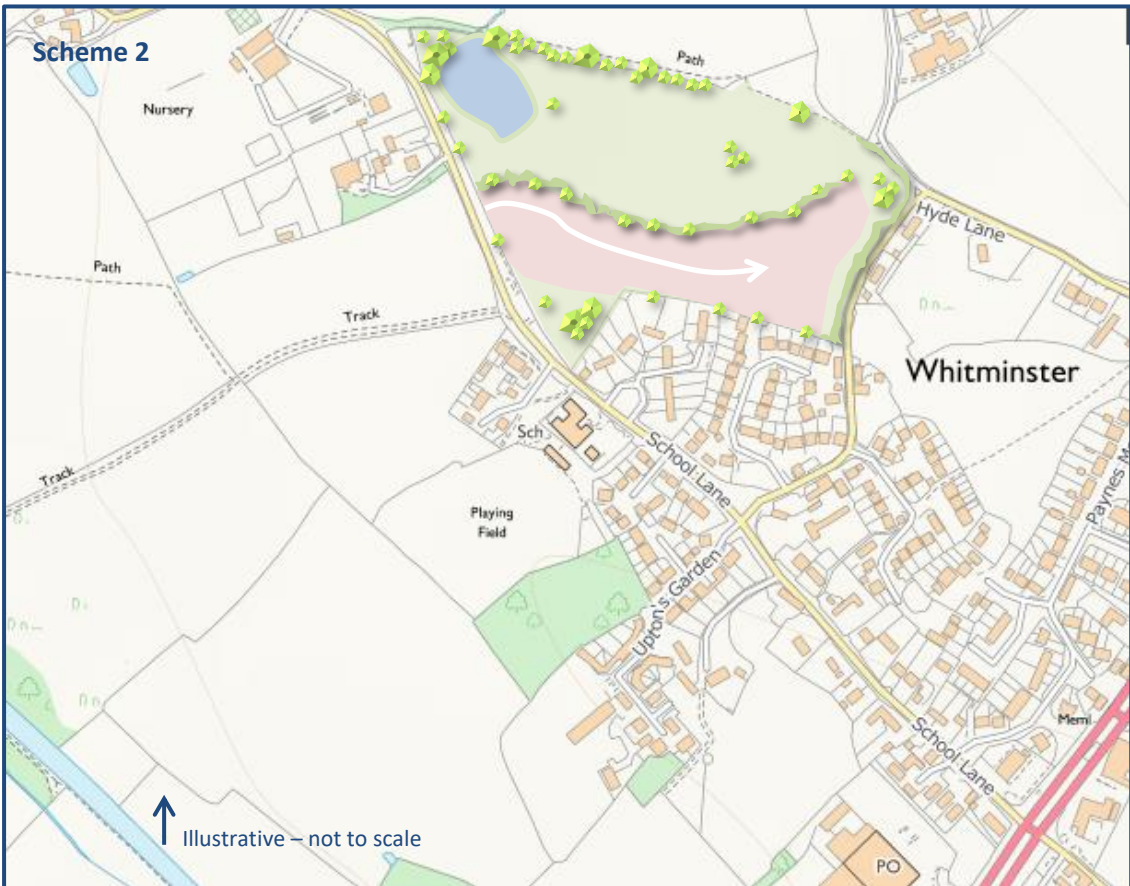 Scheme 2
Path
Nursery
Hyde Lane
Path
Track
Whitminster
Sch
School Lane
Track
Playing
Field
Paynes
Upton's Garden
Meml
School Lane
Illustrative – not to scale
PO